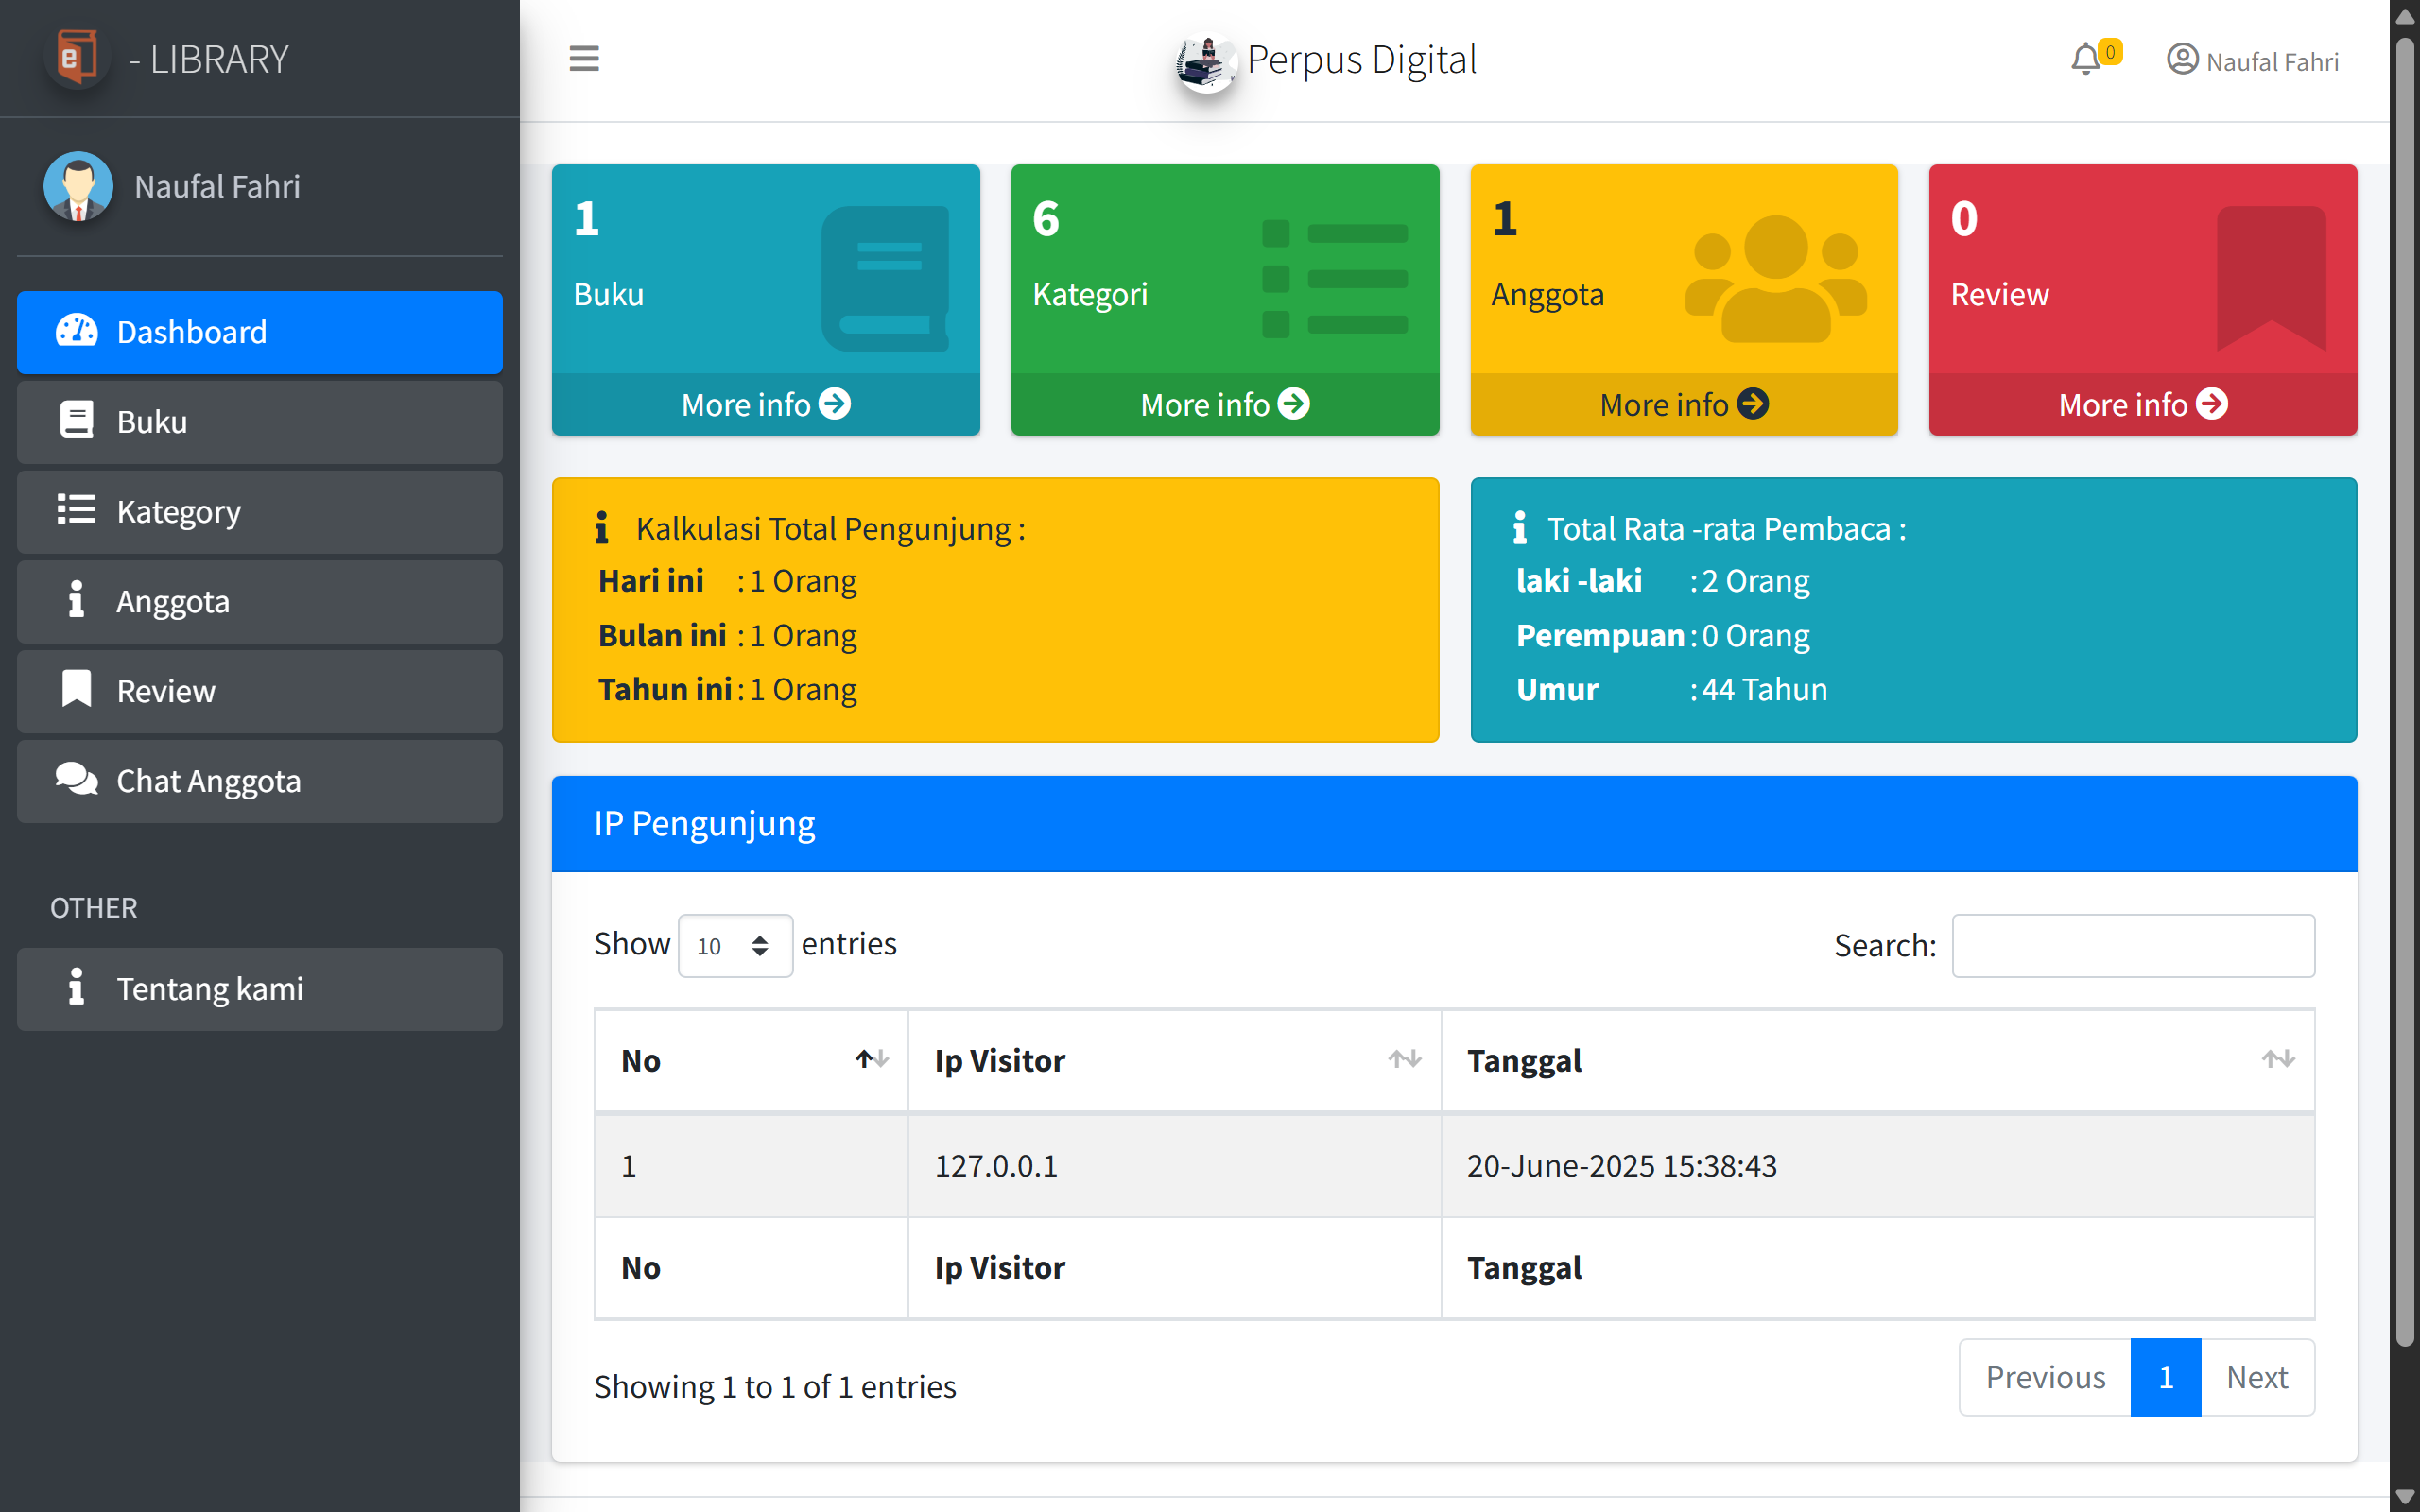 e - LIBRARY
Perpus Digital
0
Naufal Fahri
Naufal Fahri
Dashboard
Buku
Kategory
Anggota
Review
Chat Anggota
OTHER
Tentang kami
1
Buku
More info
6
Kategori
More info
1
Anggota
More info
0
Review
More info
Kalkulasi Total Pengunjung :
Hari ini : 1 Orang
Bulan ini : 1 Orang
Tahun ini : 1 Orang
Total Rata -rata Pembaca :
laki -laki : 2 Orang
Perempuan : 0 Orang
Umur : 44 Tahun
IP Pengunjung
Show 10 entries
Search:
No Ip Visitor Tanggal
1 127.0.0.1 20-June-2025 15:38:43
No Ip Visitor Tanggal
Showing 1 to 1 of 1 entries
Previous 1 Next